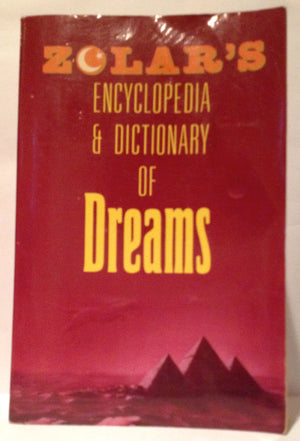 ZOLAR'S
ENCYCLOPEDIA
& DICTIONARY
OF
Dreams